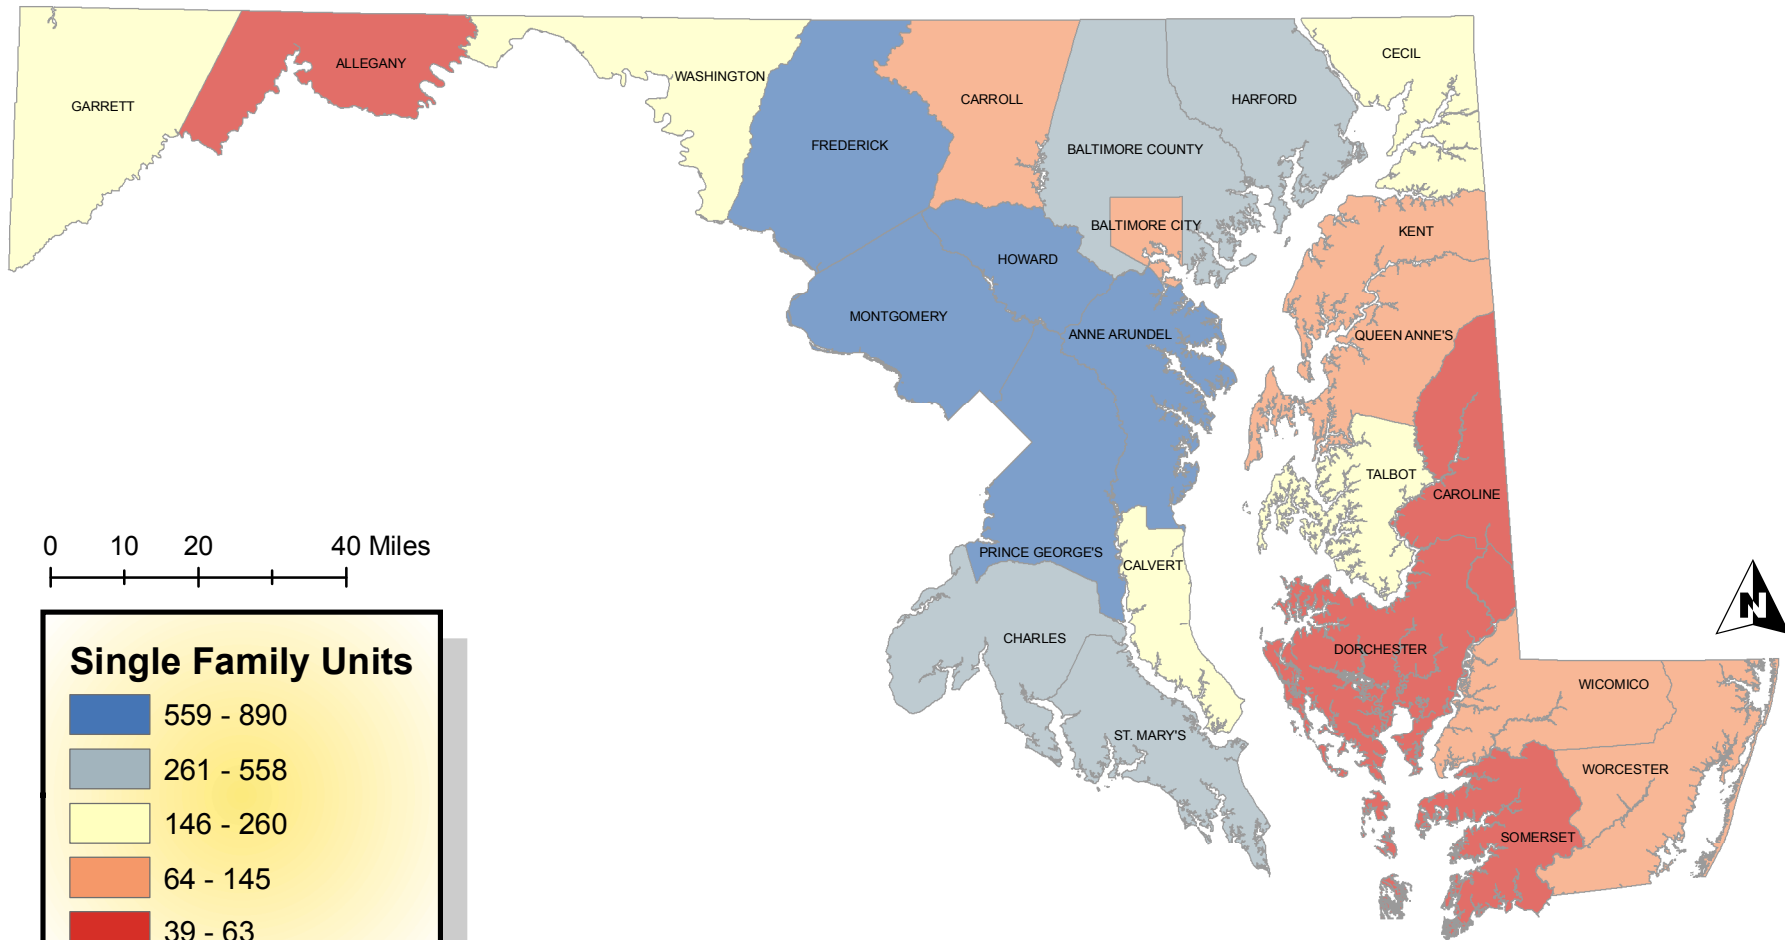 CECIL
ALLEGANY
WASHINGTON
GARRETT
CARROLL
HARFORD
FREDERICK
BALTIMORE COUNTY
BALTIMORE CITY
KENT
HOWARD
MONTGOMERY
ANNE ARUNDEL
QUEEN ANNE'S
TALBOT
CAROLINE
0 10 20 40 Miles
PRINCE GEORGE'S
CALVERT
N
CHARLES
DORCHESTER
WICOMICO
ST. MARY'S
WORCESTER
SOMERSET
Single Family Units
559 - 890
261 - 558
146 - 260
64 - 145
39 - 63